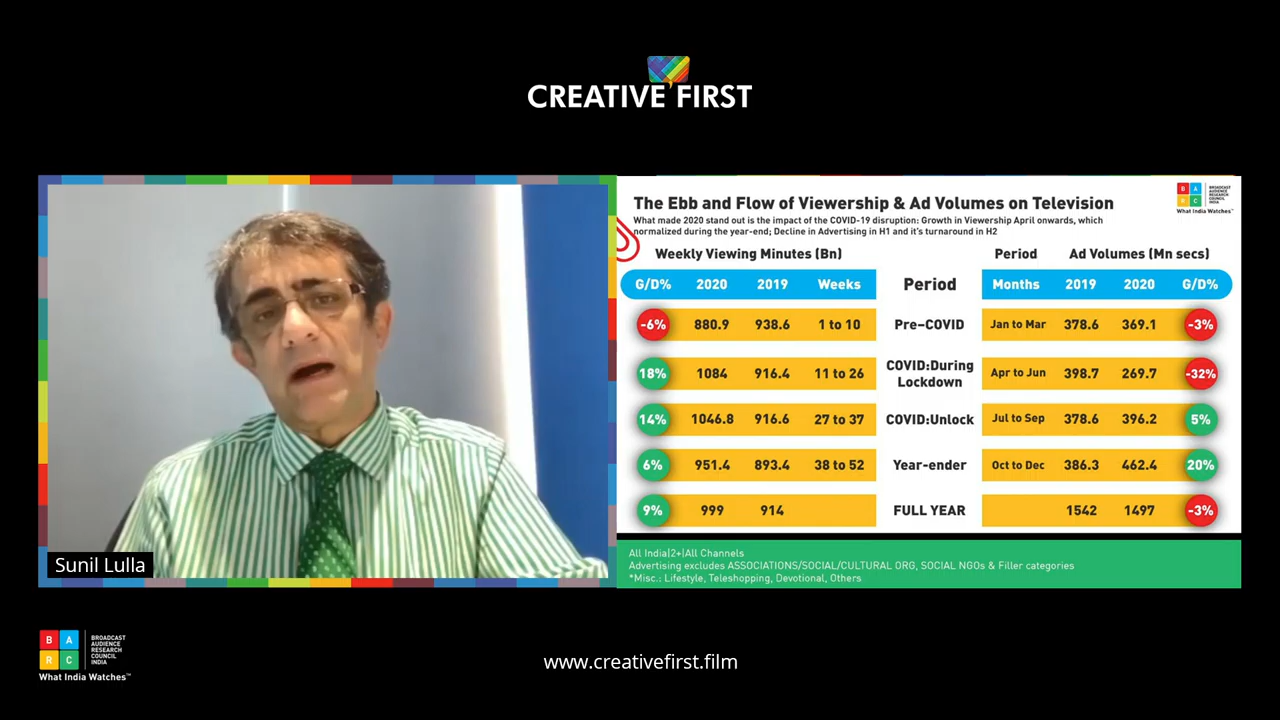 CREATIVE FIRST
The Ebb and Flow of Viewership & Ad Volumes on Television
What made 2020 stand out is the impact of the COVID-19 disruption: Growth in Viewership April onwards, which
normalized during the year-end; Decline in Advertising in H1 and it's turnaround in H2
B A R C
BROADCAST
AUDIENCE
RESEARCH
COUNCIL
INDIA
What India Watches™
Weekly Viewing Minutes (Bn) Period Ad Volumes (Mn secs)
G/D% 2020 2019 Weeks Period Months 2019 2020 G/D%
-6% 880.9 938.6 1 to 10 Pre–COVID Jan to Mar 378.6 369.1 -3%
18% 1084 916.4 11 to 26 COVID:During Lockdown Apr to Jun 398.7 269.7 -32%
14% 1046.8 916.6 27 to 37 COVID:Unlock Jul to Sep 378.6 396.2 5%
6% 951.4 893.4 38 to 52 Year-ender Oct to Dec 386.3 462.4 20%
9% 999 914 FULL YEAR 1542 1497 -3%
All India|2+|All Channels
Advertising excludes ASSOCIATIONS/SOCIAL/CULTURAL ORG, SOCIAL NGOs & Filler categories
*Misc.: Lifestyle, Teleshopping, Devotional, Others
Sunil Lulla
B A R C
BROADCAST
AUDIENCE
RESEARCH
COUNCIL
INDIA
What India Watches™
www.creativefirst.film